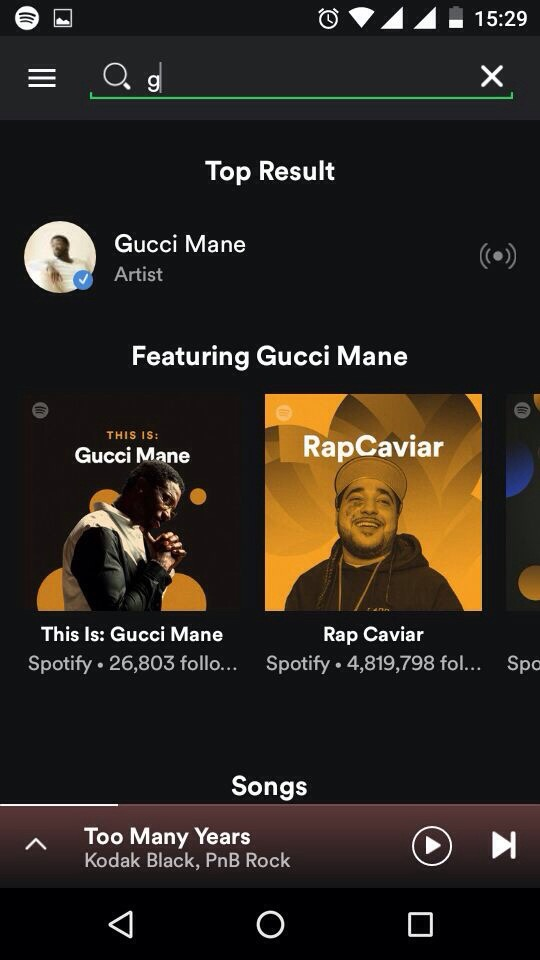 15:29
g
Top Result
Gucci Mane
Artist
Featuring Gucci Mane
THIS IS:
Gucci Mane
RapCaviar
This Is: Gucci Mane
Rap Caviar
Spotify • 26,803 follo...
Spotify • 4,819,798 fol...
Spo
Songs
Too Many Years
Kodak Black, PnB Rock